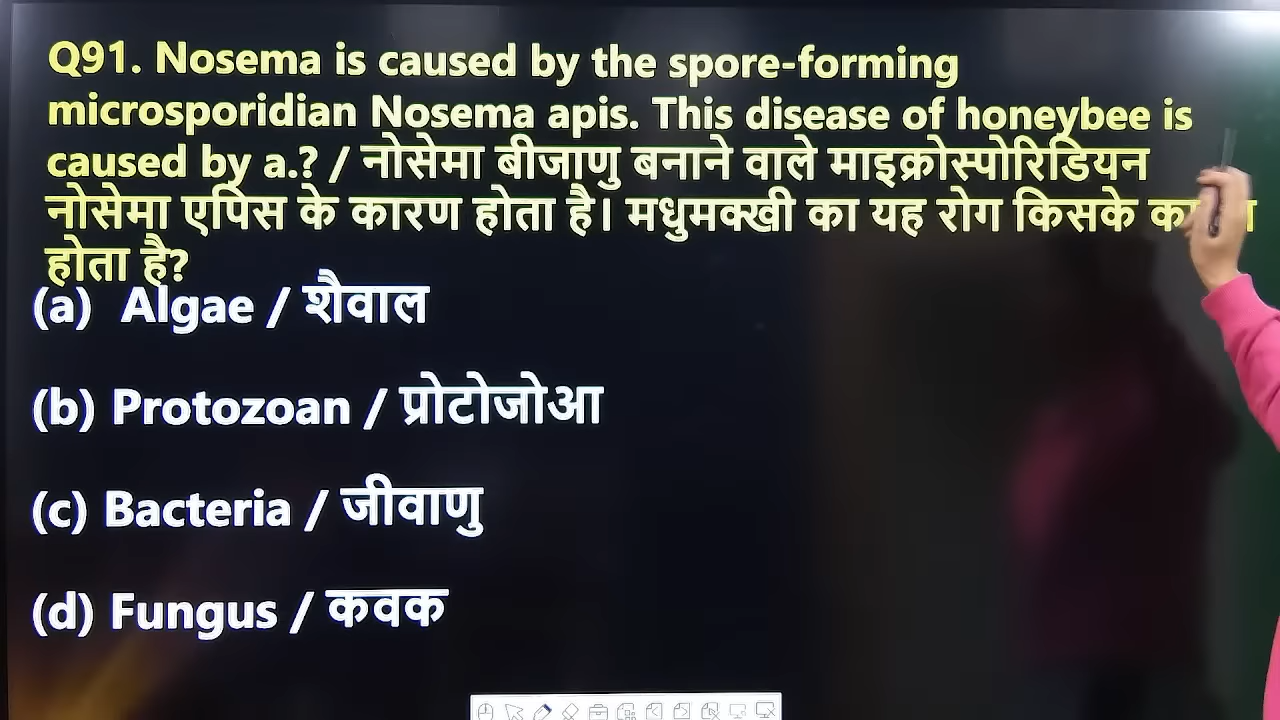 Q91. Nosema is caused by the spore-forming
microsporidian Nosema apis. This disease of honeybee is
caused by a.? / नोसेमा बीजाणु बनाने वाले माइक्रोस्पोरिडियन
नोसेमा एपिस के कारण होता है। मधुमक्खी का यह रोग किसके
होता है?
(a) Algae / शैवाल
(b) Protozoan / प्रोटोजोआ
(c) Bacteria / जीवाणु
(d) Fungus / कवक